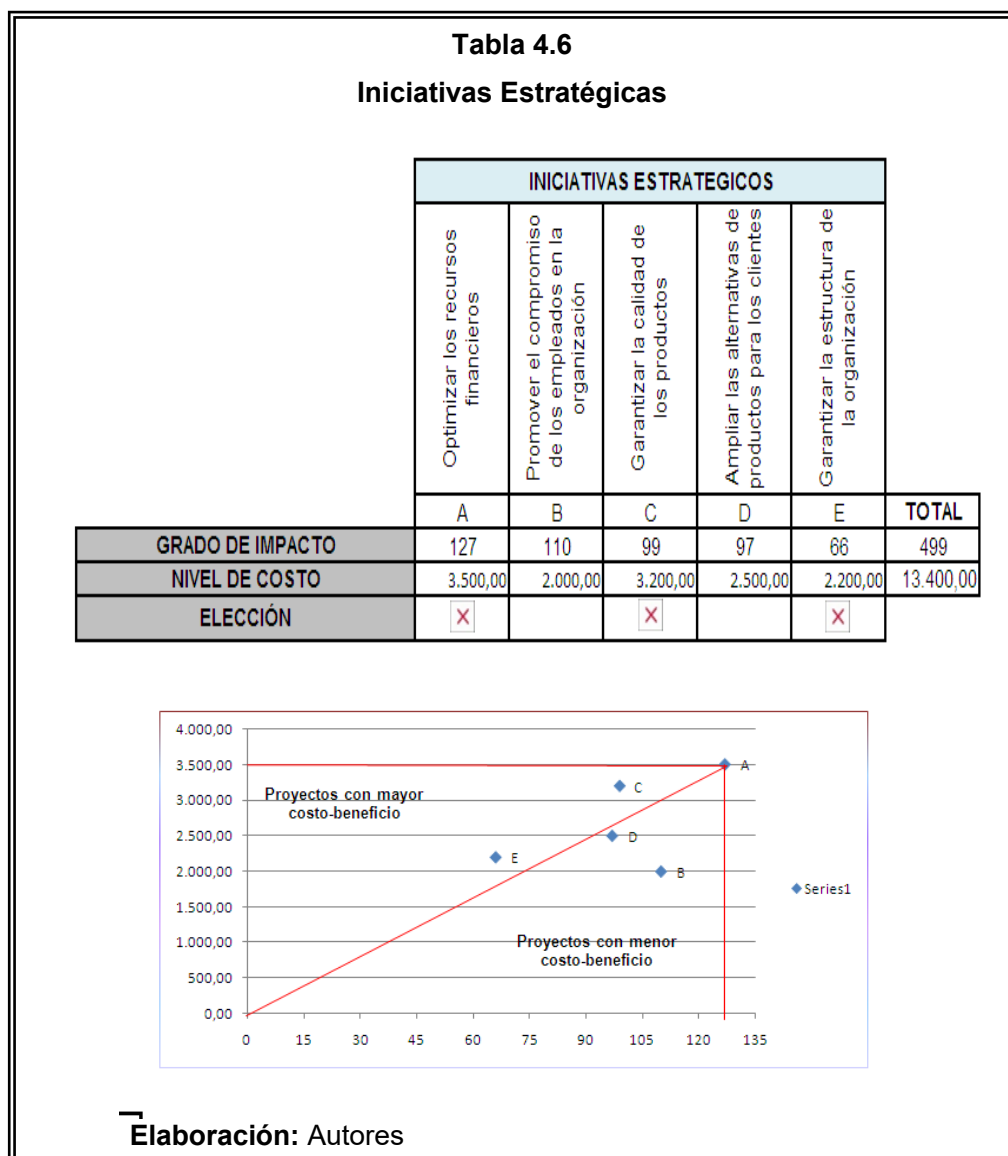 Tabla 4.6
Iniciativas Estratégicas
INICIATIVAS ESTRATEGICOS
Optimizar los recursos
financieros
Promover el compromiso
de los empleados en la
organización
Garantizar la calidad de
los productos
Ampliar las alternativas de
productos para los clientes
Garantizar la estructura de
la organización
A B C D E TOTAL
GRADO DE IMPACTO 127 110 99 97 66 499
NIVEL DE COSTO 3.500,00 2.000,00 3.200,00 2.500,00 2.200,00 13.400,00
ELECCIÓN
4.000,00
3.500,00
3.000,00
2.500,00
2.000,00
1.500,00
1.000,00
500,00
0,00
Proyectos con mayor
costo-beneficio
A
C
D
E
B
Series1
Proyectos con menor
costo-beneficio
0 15 30 45 60 75 90 105 120 135
Elaboración: Autores